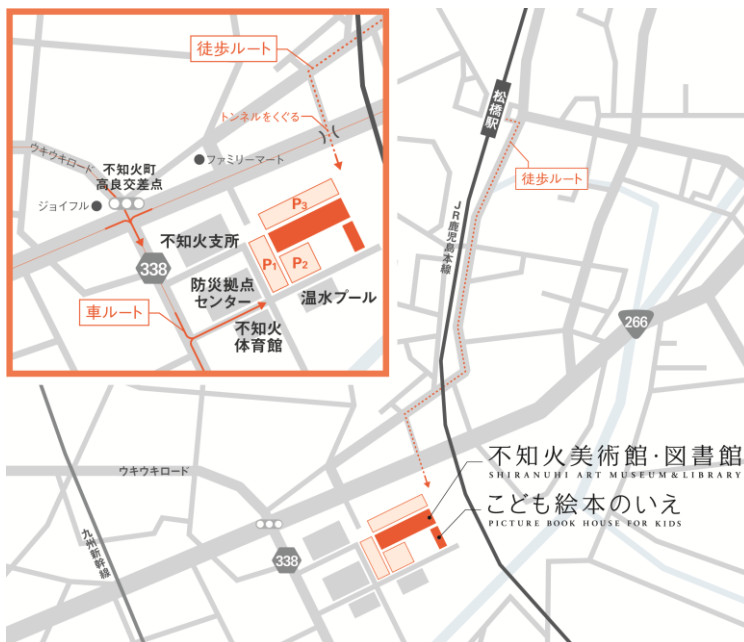 徒歩ルート
トンネルをくぐる
ウキウキロード
不知火町
高良交差点
ファミリーマート
ジョイフル
P3
不知火支所
338
P1
P2
防災拠点
センター
温水プール
車ルート
不知火
体育館
松橋駅
徒歩ルート
JR鹿児島本線
266
不知火美術館・図書館
SHIRANUHI ART MUSEUM & LIBRARY
こども絵本のいえ
PICTURE BOOK HOUSE FOR KIDS
ウキウキロード
338
九州新幹線